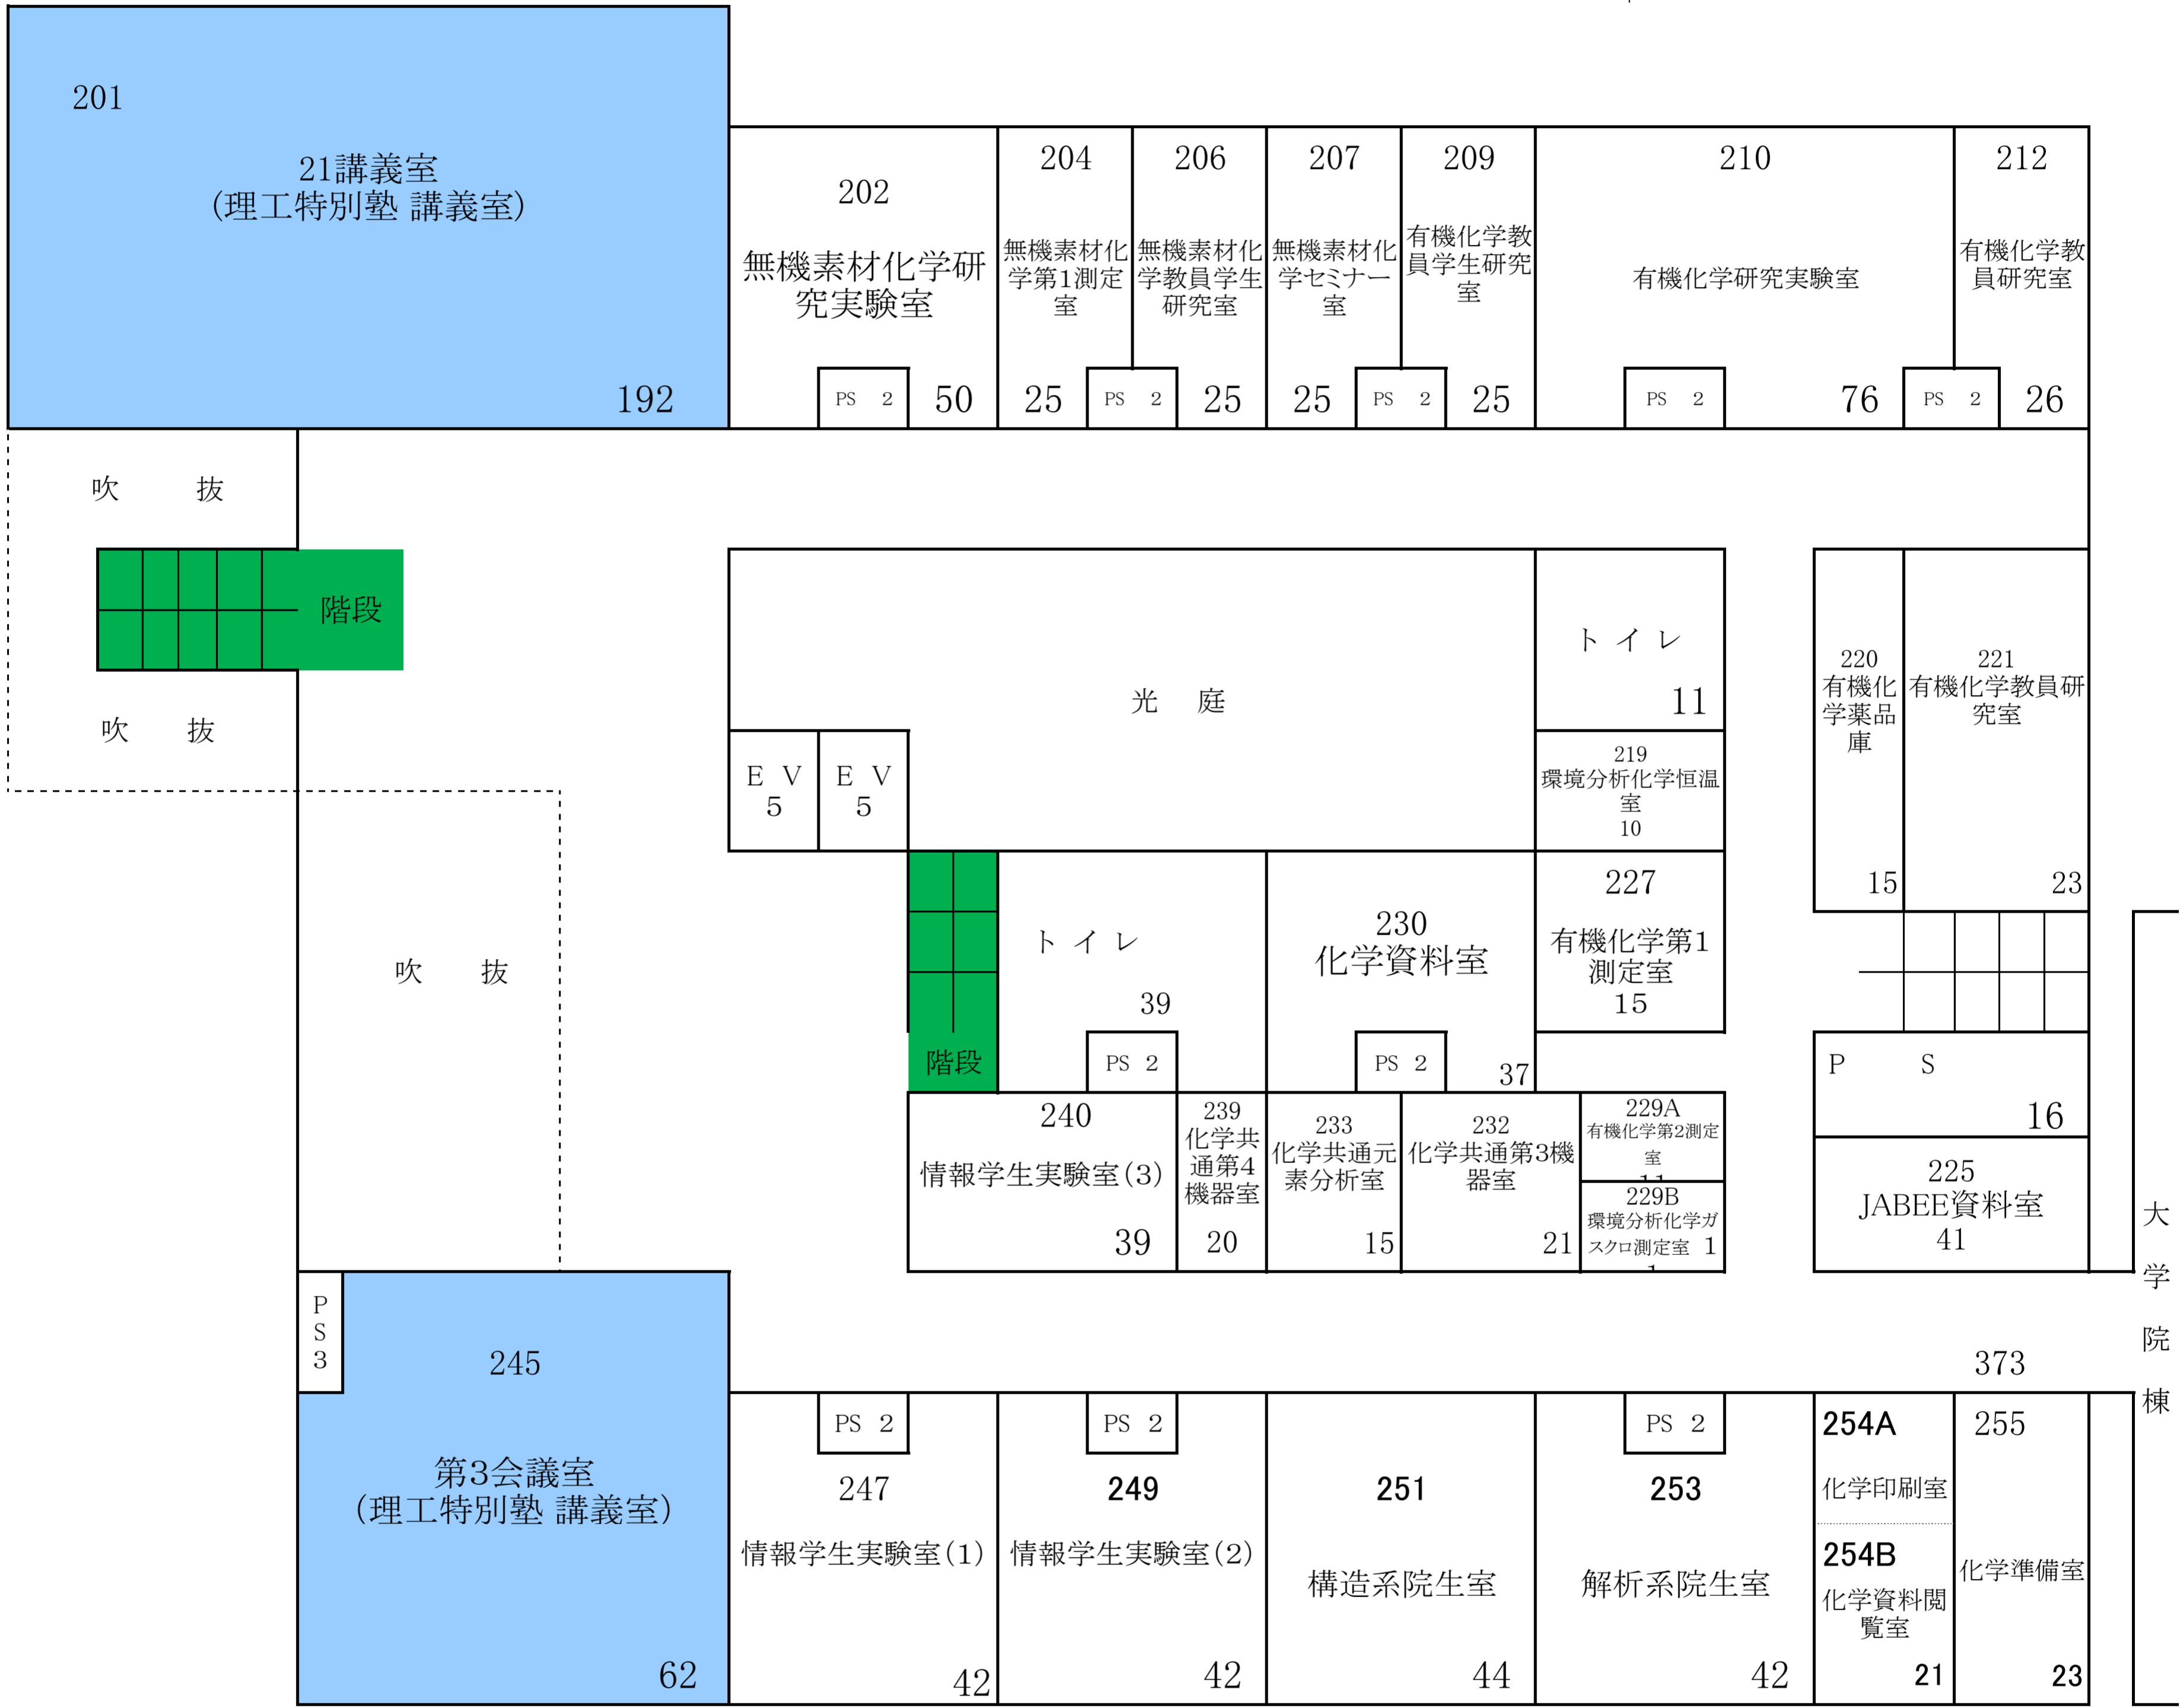 201
21講義室
(理工特別塾 講義室)
192
202
無機素材化学研
究実験室
PS 2
50
204
無機素材化
学第1測定
室
25
PS 2
206
無機素材化
学教員学生
研究室
25
207
無機素材化
学セミナー
室
25
PS 2
209
有機化学教
員学生研究
室
25
210
有機化学研究実験室
PS 2
76
PS 2
212
有機化学教
員研究室
26
吹 抜
階段
吹 抜
吹 抜
光 庭
E V
5
E V
5
トイレ
11
219
環境分析化学恒温
室
10
220
有機化
学薬品
庫
15
221
有機化学教員研
究室
23
階段
トイレ
39
PS 2
230
化学資料室
PS 2
37
227
有機化学第1
測定室
15
P S
16
225
JABEE資料室
41
240
情報学生実験室(3)
39
239
化学共
通第4
機器室
20
233
化学共通元
素分析室
15
232
化学共通第3機
器室
21
229A
有機化学第2測定
室
229B
環境分析化学ガ
スクロ測定室 1
大
学
院
棟
373
P
S
3
245
第3会議室
(理工特別塾 講義室)
62
PS 2
247
情報学生実験室(1)
42
PS 2
249
情報学生実験室(2)
42
251
構造系院生室
44
PS 2
253
解析系院生室
42
254A
化学印刷室
254B
化学資料閲
覧室
21
255
化学準備室
23